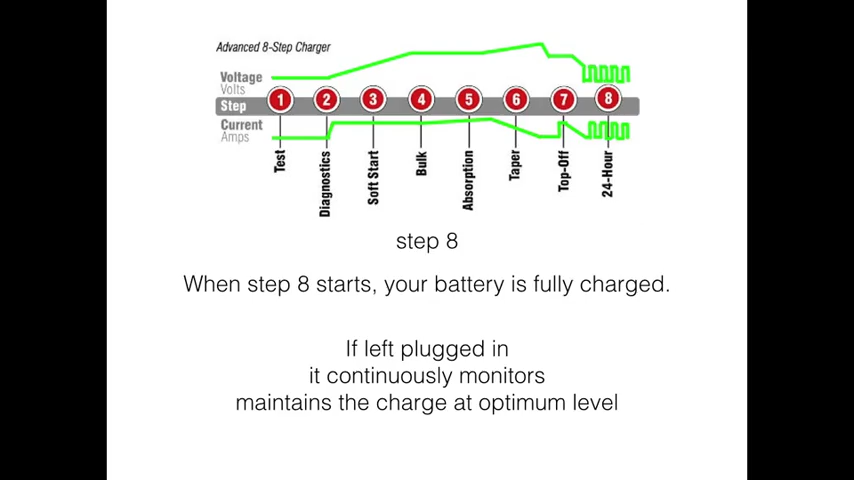 Advanced 8-Step Charger
Voltage
Volts
Step 1 2 3 4 5 6 7 8
Current
Amps
Test
Diagnostics
Soft Start
Bulk
Absorption
Taper
Top-Off
24-Hour
step 8
When step 8 starts, your battery is fully charged.
If left plugged in
it continuously monitors
maintains the charge at optimum level